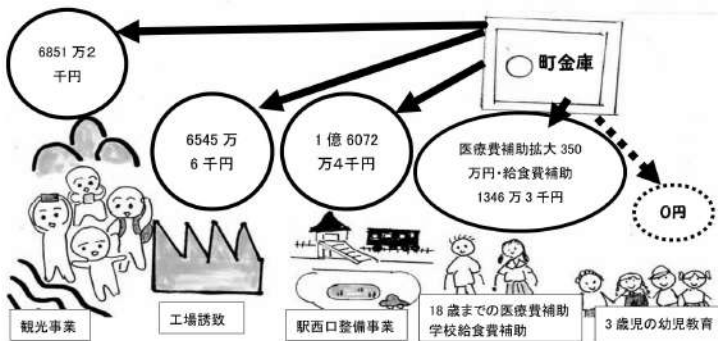 町金庫
6851 万2
千円
6545 万
6 千円
1 億 6072
万4千円
医療費補助拡大 350
万円・給食費補助
1346 万 3 千円
0円
観光事業
工場誘致
駅西口整備事業
18 歳までの医療費補助
学校給食費補助
3 歳児の幼児教育